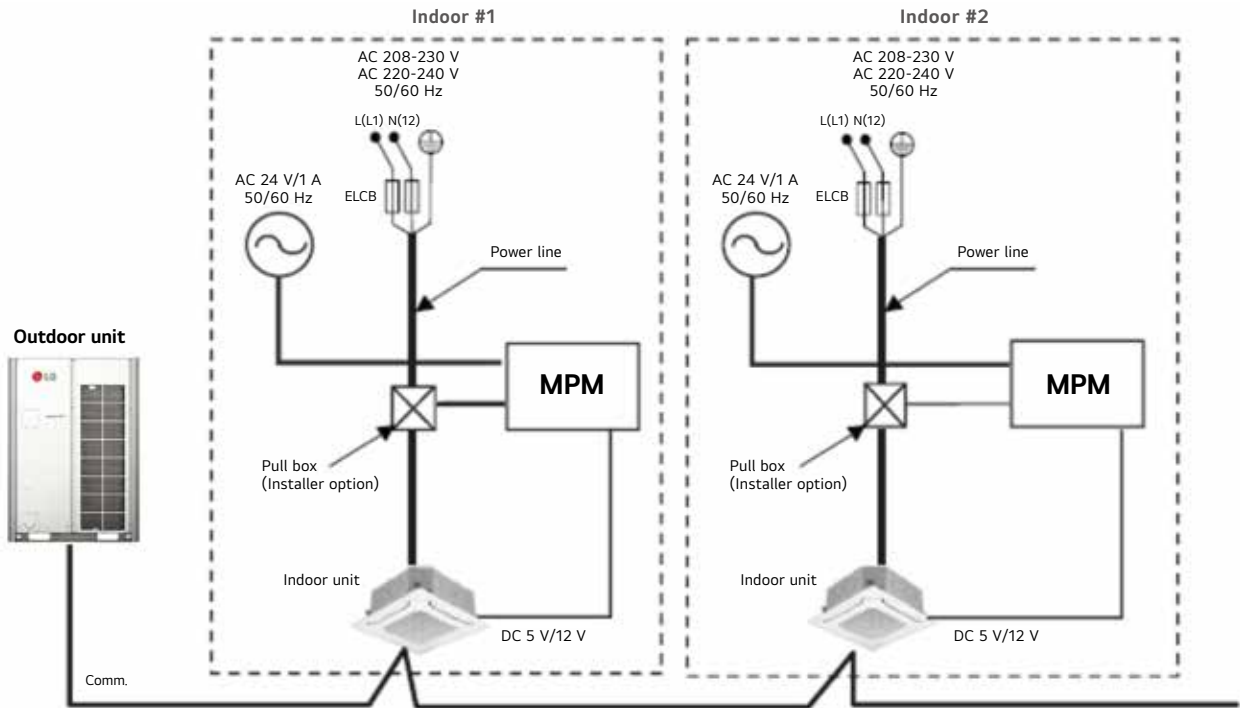 Indoor #1
AC 208-230 V
AC 220-240 V
50/60 Hz
L(L1) N(12)
AC 24 V/1 A
50/60 Hz
ELCB
Power line
MPM
Pull box
(Installer option)
Indoor unit
DC 5 V/12 V
Indoor #2
AC 208-230 V
AC 220-240 V
50/60 Hz
L(L1) N(12)
AC 24 V/1 A
50/60 Hz
ELCB
Power line
MPM
Pull box
(Installer option)
Indoor unit
DC 5 V/12 V
Outdoor unit
LG
Comm.